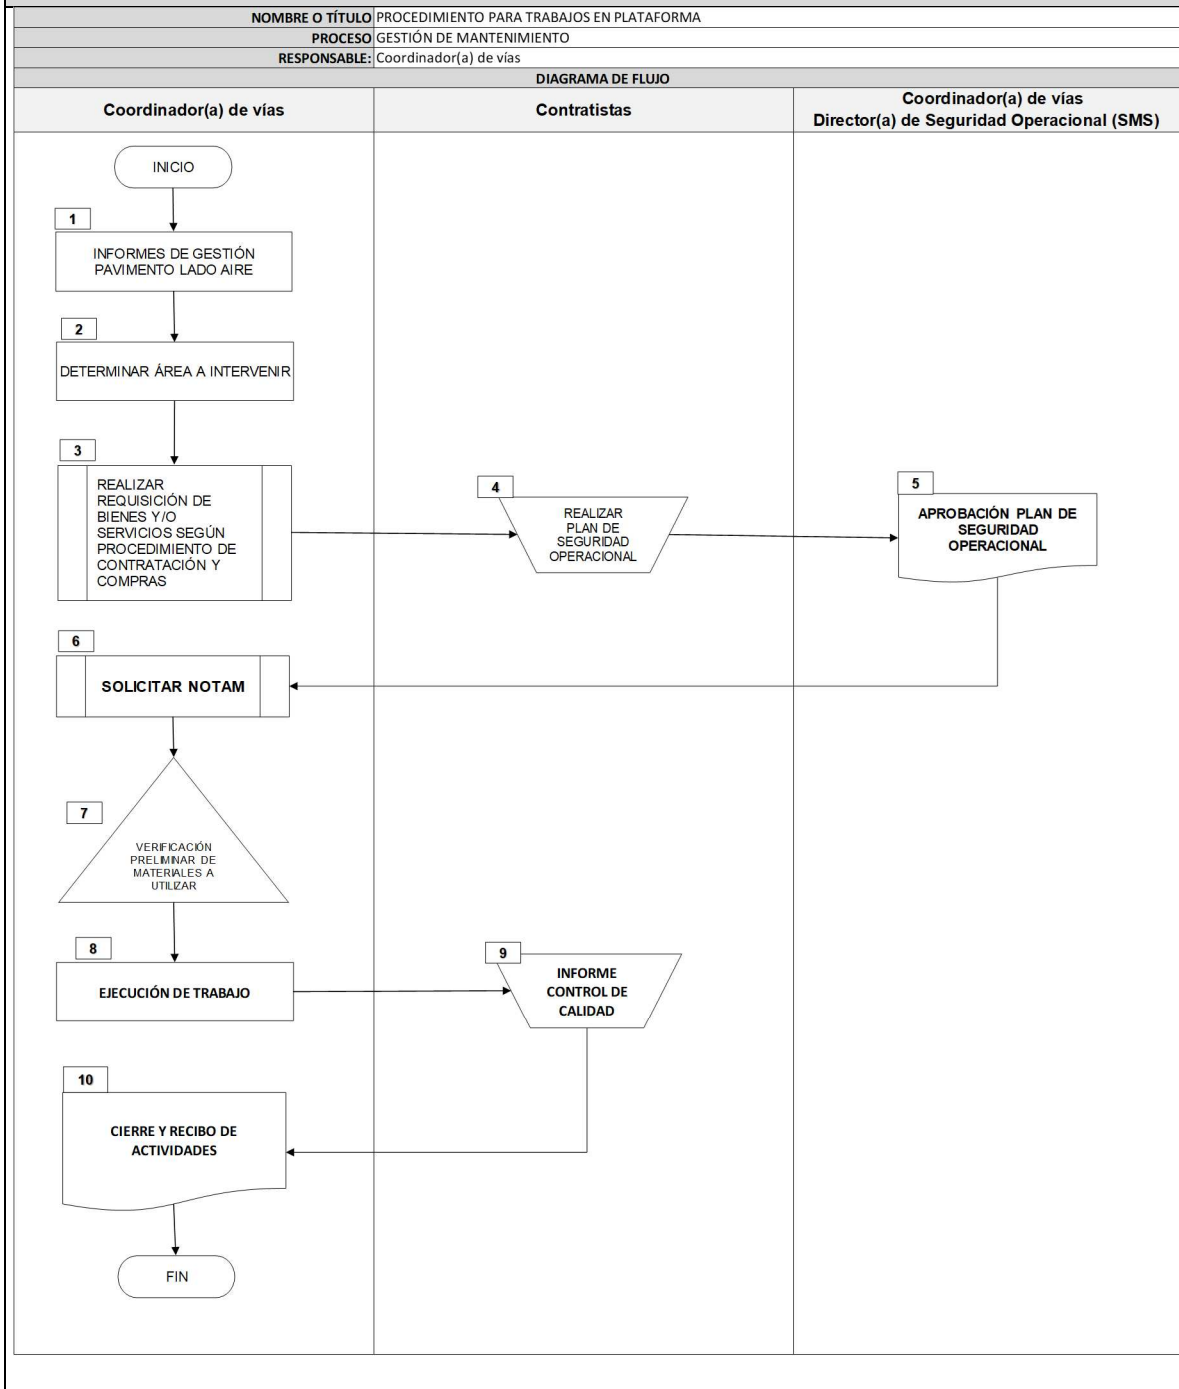 NOMBRE O TÍTULO PROCEDIMIENTO PARA TRABAJOS EN PLATAFORMA
PROCESO GESTIÓN DE MANTENIMIENTO
RESPONSABLE: Coordinador(a) de vías
DIAGRAMA DE FLUJO
Coordinador(a) de vías
Contratistas
Coordinador(a) de vías
Director(a) de Seguridad Operacional (SMS)
INICIO
1
INFORMES DE GESTIÓN
PAVIMENTO LADO AIRE
2
DETERMINAR ÁREA A INTERVENIR
3
REALIZAR
REQUISICIÓN DE
BIENES Y/O
SERVICIOS SEGÚN
PROCEDIMIENTO DE
CONTRATACIÓN Y
COMPRAS
4
REALIZAR
PLAN DE
SEGURIDAD
OPERACIONAL
5
APROBACIÓN PLAN DE
SEGURIDAD
OPERACIONAL
6
SOLICITAR NOTAM
7
VERIFICACIÓN
PRELIMINAR DE
MATERIALES A
UTILIZAR
8
EJECUCIÓN DE TRABAJO
9
INFORME
CONTROL DE
CALIDAD
10
CIERRE Y RECIBO DE
ACTIVIDADES
FIN